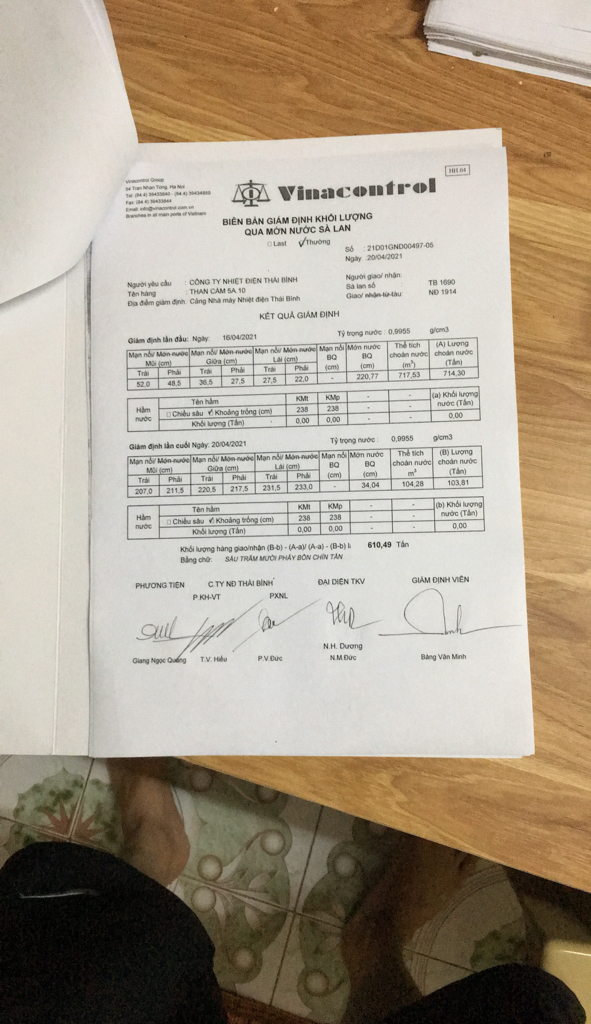 Vinacontrol Group
54 Tran Nhan Tong, Ha Noi
Tel: (84.4) 39433840 - (84.4)
Fax: (84.4) 39433844
Email: info@vinacontrol.com.vn
Branches in all main ports of Vietnam
Vinacontrol
BIÊN BẢN GIÁM ĐỊNH KHỐI LƯỢNG
QUA MỚN NƯỚC SÀ LAN
Last Thường
Số : 21D01GND00497-05
Ngày : 20/04/2021
Người yêu cầu : CÔNG TY NHIỆT ĐIỆN THÁI BÌNH
Người giao/ nhận:
Tên hàng : THAN CÁM 5A.10
Sà lan số TB 1690
Địa điểm giám định: Cảng Nhà máy Nhiệt điện Thái Bình
Giao/ nhận từ tàu: NĐ 1914
KẾT QUẢ GIÁM ĐỊNH
Giám định lần đầu: Ngày: 16/04/2021 Tỷ trọng nước : 0,9955 g/cm3
Mạn nổi/ Mớn nước Mũi (cm) Mạn nổi/ Mớn nước Giữa (cm) Mạn nổi/ Mớn nước Lái (cm) Mạn nổi BQ (cm) Mớn nước BQ (cm) Thể tích choán nước (m³) (A) Lượng choán nước (Tấn)
Trái Phải Trái Phải Trái Phải
52,0 48,5 36,5 27,5 27,5 22,0 - 220,77 717,53 714,30
Hầm nước Tên hầm KMt KMp - - (a) Khối lượng nước (Tấn)
Chiều sâu Khoảng trống (cm) 238 238 - -
Khối lượng (Tấn) 0,00 0,00 - - 0,00
Giám định lần cuối Ngày: 20/04/2021 Tỷ trọng nước : 0,9955 g/cm3
Mạn nổi/ Mớn nước Mũi (cm) Mạn nổi/ Mớn nước Giữa (cm) Mạn nổi/ Mớn nước Lái (cm) Mạn nổi BQ (cm) Mớn nước BQ (cm) Thể tích choán nước m³ (B) Lượng choán nước (Tấn)
Trái Phải Trái Phải Trái Phải
207,0 211,5 220,5 217,5 231,5 233,0 - 34,04 104,28 103,81
Hầm nước Tên hầm KMt KMp - - (b) Khối lượng nước (Tấn)
Chiều sâu Khoảng trống (cm) 238 238 - -
Khối lượng (Tấn) 0,00 0,00 - - 0,00
Khối lượng hàng giao/nhận (B-b) - (A-a)/ (A-a) - (B-b) l: 610,49 Tấn
Bằng chữ: SÁU TRĂM MƯỜI PHẨY BỐN CHÍN TẤN
PHƯƠNG TIỆN C.TY NĐ THÁI BÌNH ĐẠI DIỆN TKV GIÁM ĐỊNH VIÊN
P.KH-VT PXNL
N.H. Dương
Giang Ngọc Quảng T.V. Hiếu P.V.Đức N.M.Đức Bằng Văn Minh